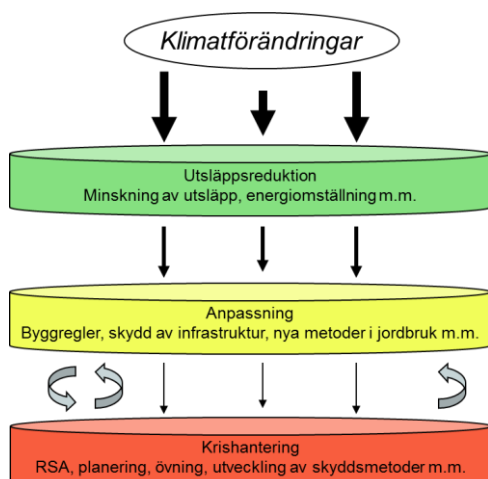 Klimatförändringar
Utsläppsreduktion
Minskning av utsläpp, energiomställning m.m.
Anpassning
Byggregler, skydd av infrastruktur, nya metoder i jordbruk m.m.
Krishantering
RSA, planering, övning, utveckling av skyddsmetoder m.m.